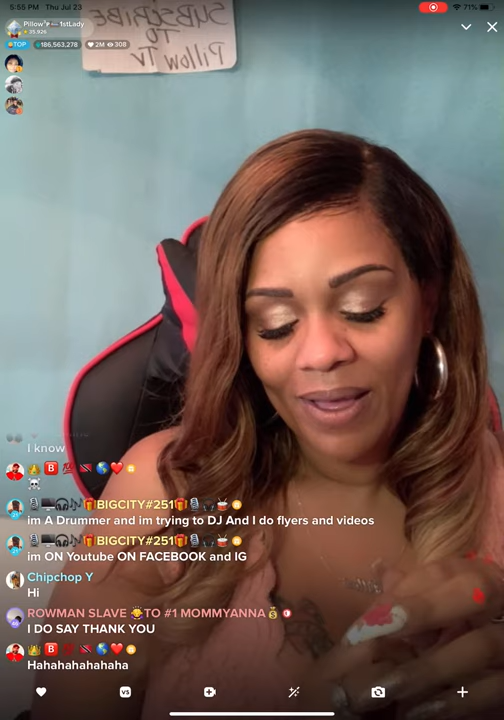 5:55 PM Thu Jul 23
71%
Pillow 1stLady
TOP 186,563,278 2M 308
SUBSCRIBE
TO
Pillow TV
I know
B 💯
BIGCITY#251
im A Drummer and im trying to DJ And I do flyers and videos
BIGCITY#251
im ON Youtube ON FACEBOOK and IG
Chipchop Y
Hi
ROWMAN SLAVE TO #1 MOMMYANNA
I DO SAY THANK YOU
B 💯
Hahahahahahaha
VS